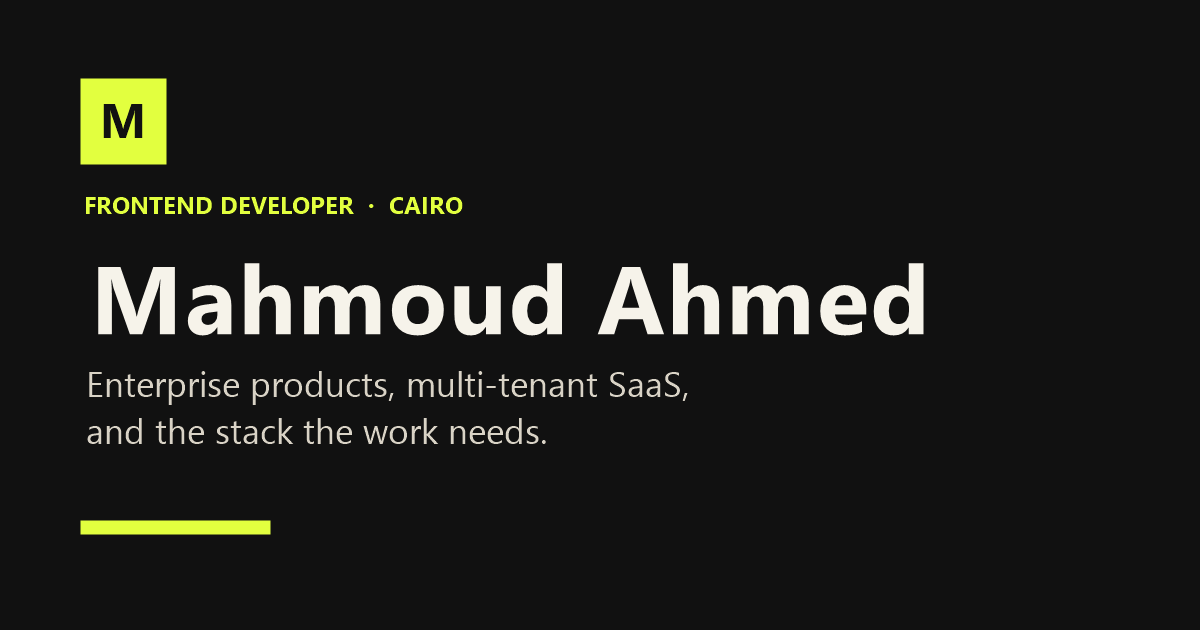 M
FRONTEND DEVELOPER · CAIRO
Mahmoud Ahmed
Enterprise products, multi-tenant SaaS,
and the stack the work needs.